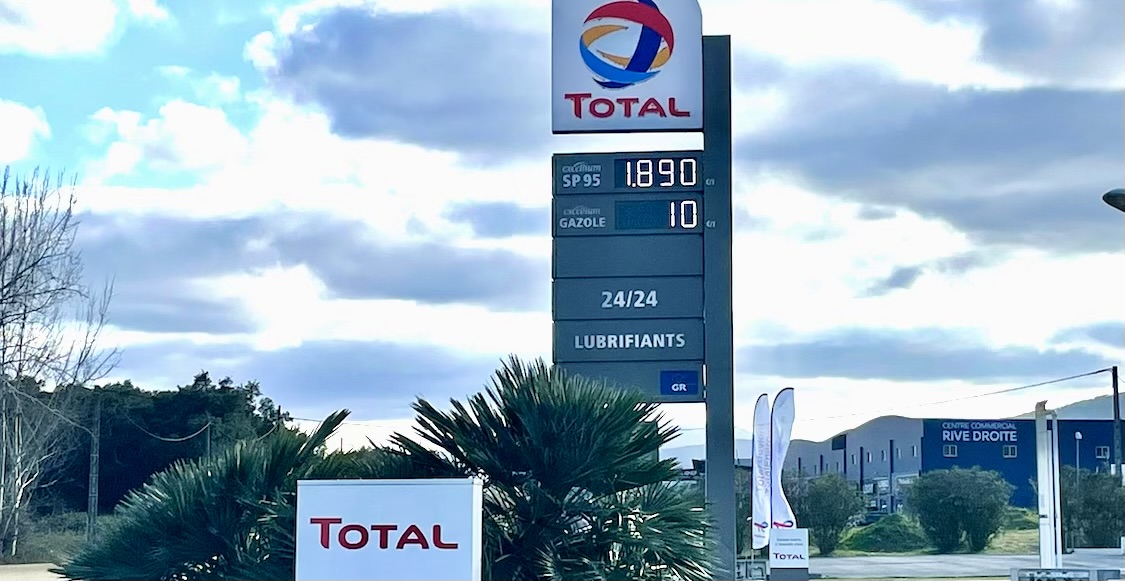 TOTAL
excellium
SP 95 1.890 €/l
excellium
GAZOLE 10 €/l
24/24
LUBRIFIANTS
GR
CENTRE COMMERCIAL
RIVE DROITE
TOTAL
TOTAL